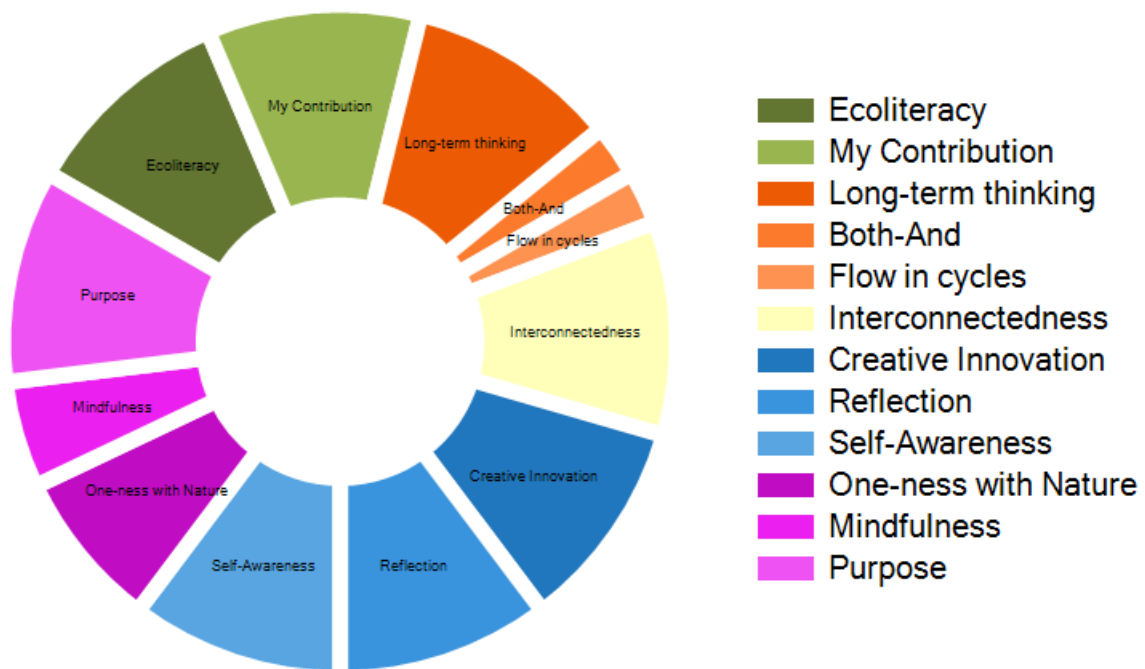 My Contribution
Long-term thinking
Ecoliteracy
Both-And
Flow in cycles
Purpose
Interconnectedness
Mindfulness
Creative Innovation
One-ness with Nature
Self-Awareness
Reflection
Ecoliteracy
My Contribution
Long-term thinking
Both-And
Flow in cycles
Interconnectedness
Creative Innovation
Reflection
Self-Awareness
One-ness with Nature
Mindfulness
Purpose